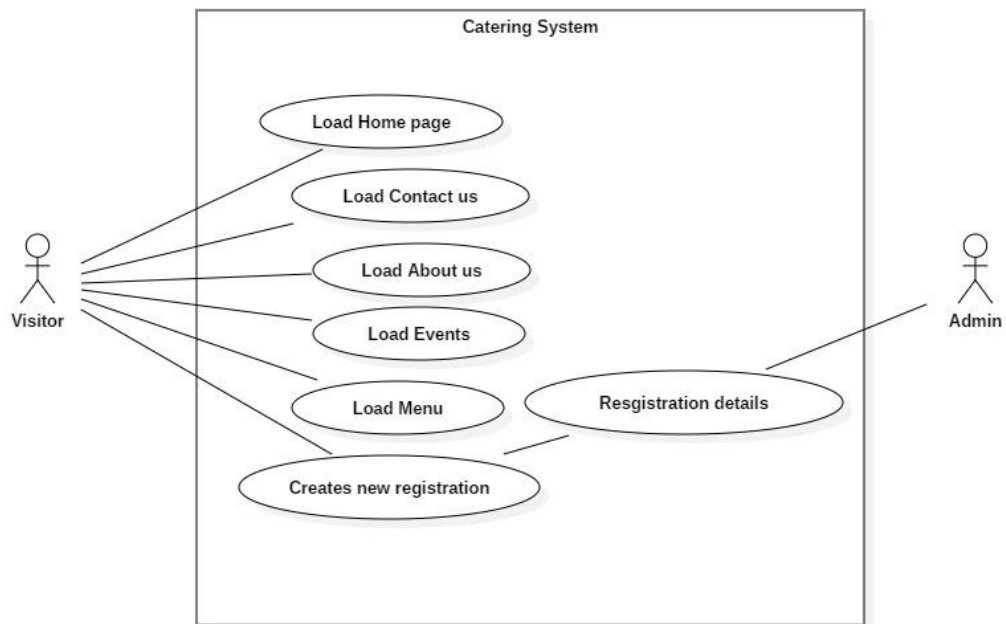 Catering System
Load Home page
Load Contact us
Load About us
Visitor
Admin
Load Events
Load Menu
Resgistration details
Creates new registration